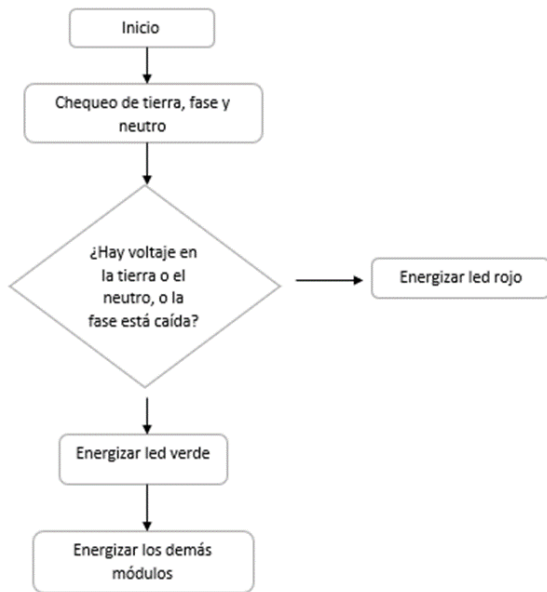 Inicio
Chequeo de tierra, fase y
neutro
¿Hay voltaje en
la tierra o el
neutro, o la
fase está caída?
Energizar led rojo
Energizar led verde
Energizar los demás
módulos